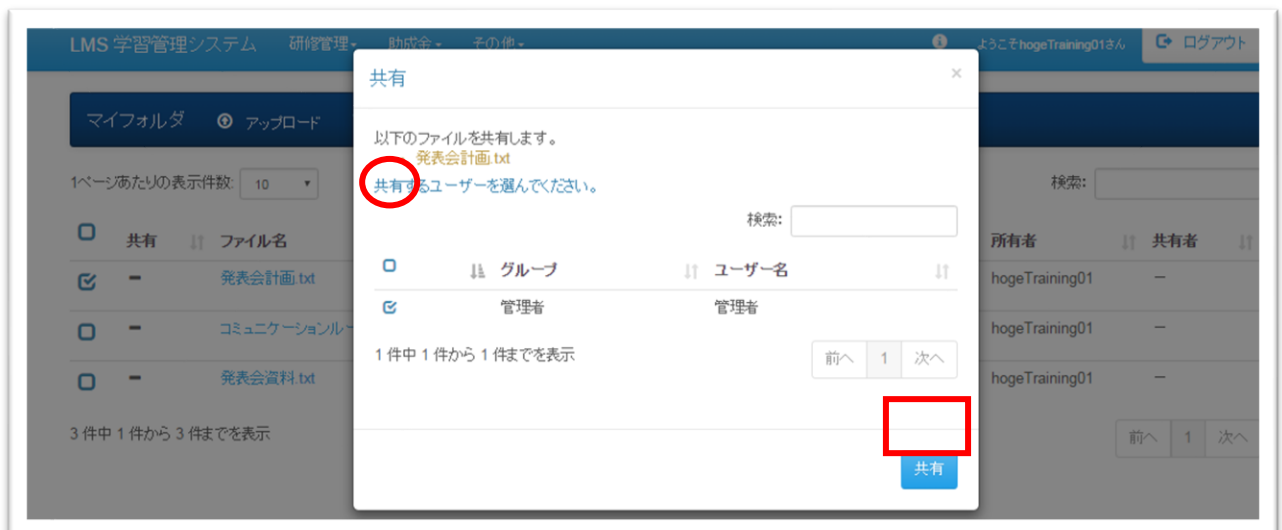 LMS 学習管理システム 研修管理 助成金 その他 ようこそhogeTraining01さん ログアウト
共有 ×
マイフォルダ アップロード
以下のファイルを共有します。
発表会計画.txt
共有するユーザーを選んでください。
1ページあたりの表示件数: 10
検索:
検索:
共有 ファイル名 所有者 共有者
グループ ユーザー名
発表会計画.txt hogeTraining01 −
管理者 管理者
コミュニケーションルー hogeTraining01 −
1 件中 1 件から 1 件までを表示 前へ 1 次へ
発表会資料.txt hogeTraining01 −
3 件中 1 件から 3 件までを表示 前へ 1 次へ
共有